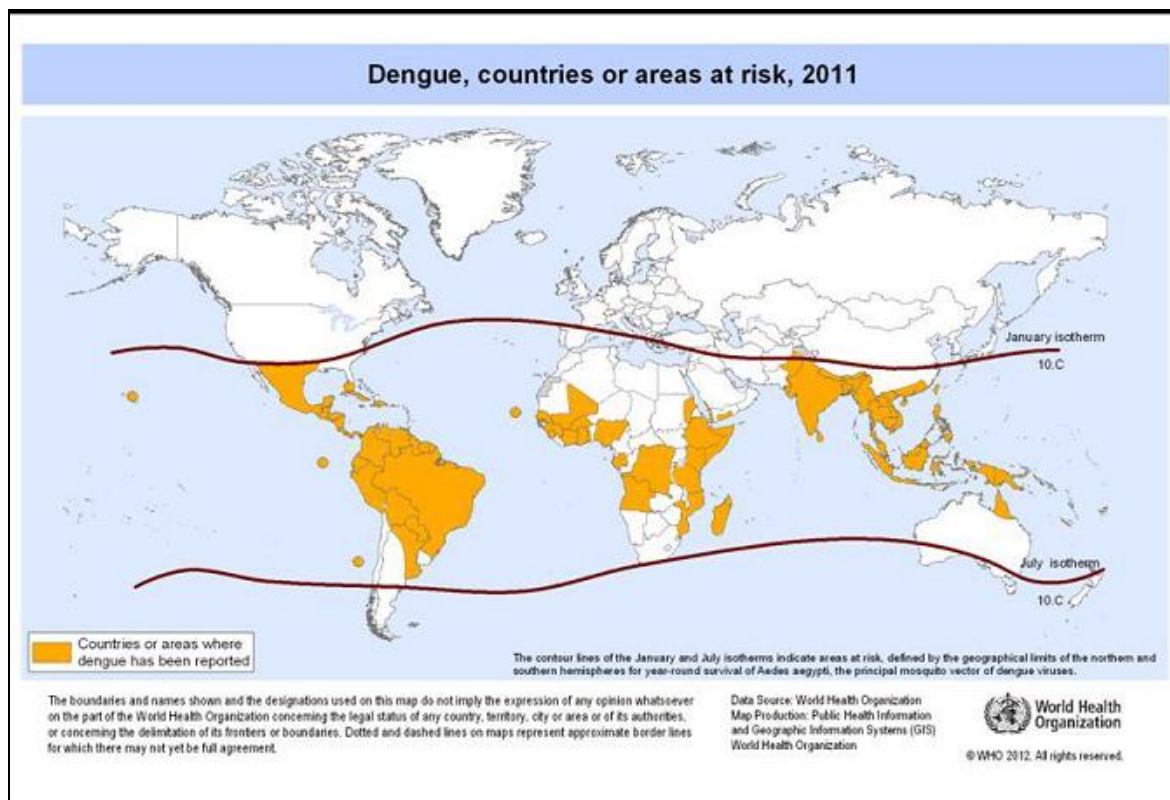 Dengue, countries or areas at risk, 2011
January isotherm
10.C
July isotherm
10.C
Countries or areas where
dengue has been reported
The contour lines of the January and July isotherms indicate areas at risk, defined by the geographical limits of the northern and
southern hemispheres for year-round survival of Aedes aegypti, the principal mosquito vector of dengue viruses.
The boundaries and names shown and the designations used on this map do not imply the expression of any opinion whatsoever
on the part of the World Health Organization concerning the legal status of any country, territory, city or area or of its authorities,
or concerning the delimitation of its frontiers or boundaries. Dotted and dashed lines on maps represent approximate border lines
for which there may not yet be full agreement.
Data Source: World Health Organization
Map Production: Public Health Information
and Geographic Information Systems (GIS)
World Health Organization
World Health
Organization
© WHO 2012. All rights reserved.